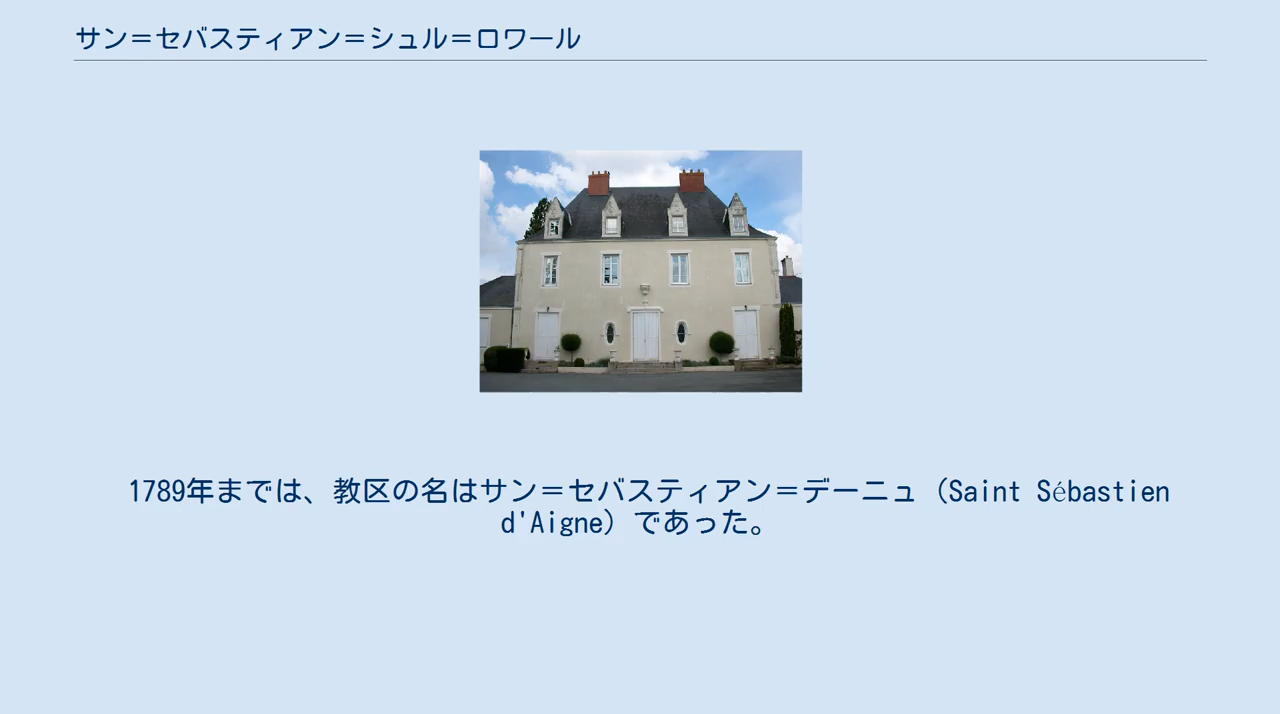 サン＝セバスティアン＝シュル＝ロワール
1789年までは、教区の名はサン＝セバスティアン＝デーニュ（Saint Sébastien
d'Aigne）であった。